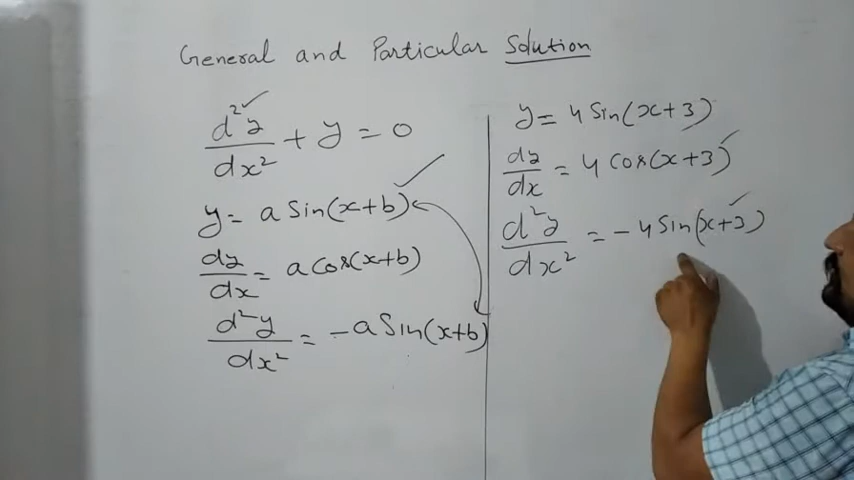 General and Particular Solution
d²y/dx² + y = 0
y = a Sin(x+b)
dy/dx = a cos(x+b)
d²y/dx² = -a Sin(x+b)
y = 4 Sin(x+3)
dy/dx = 4 cos(x+3)
d²y/dx² = -4 Sin(x+3)